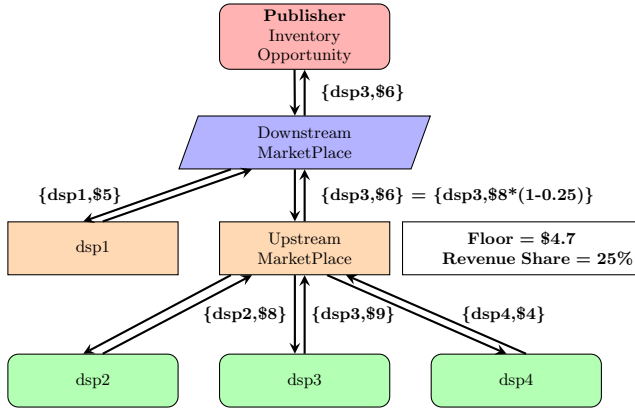 Publisher
Inventory
Opportunity
{dsp3,$6}
Downstream
MarketPlace
{dsp1,$5}
{dsp3,$6} = {dsp3,$8*(1-0.25)}
dsp1
Upstream
MarketPlace
Floor = $4.7
Revenue Share = 25%
{dsp2,$8}
{dsp3,$9}
{dsp4,$4}
dsp2
dsp3
dsp4